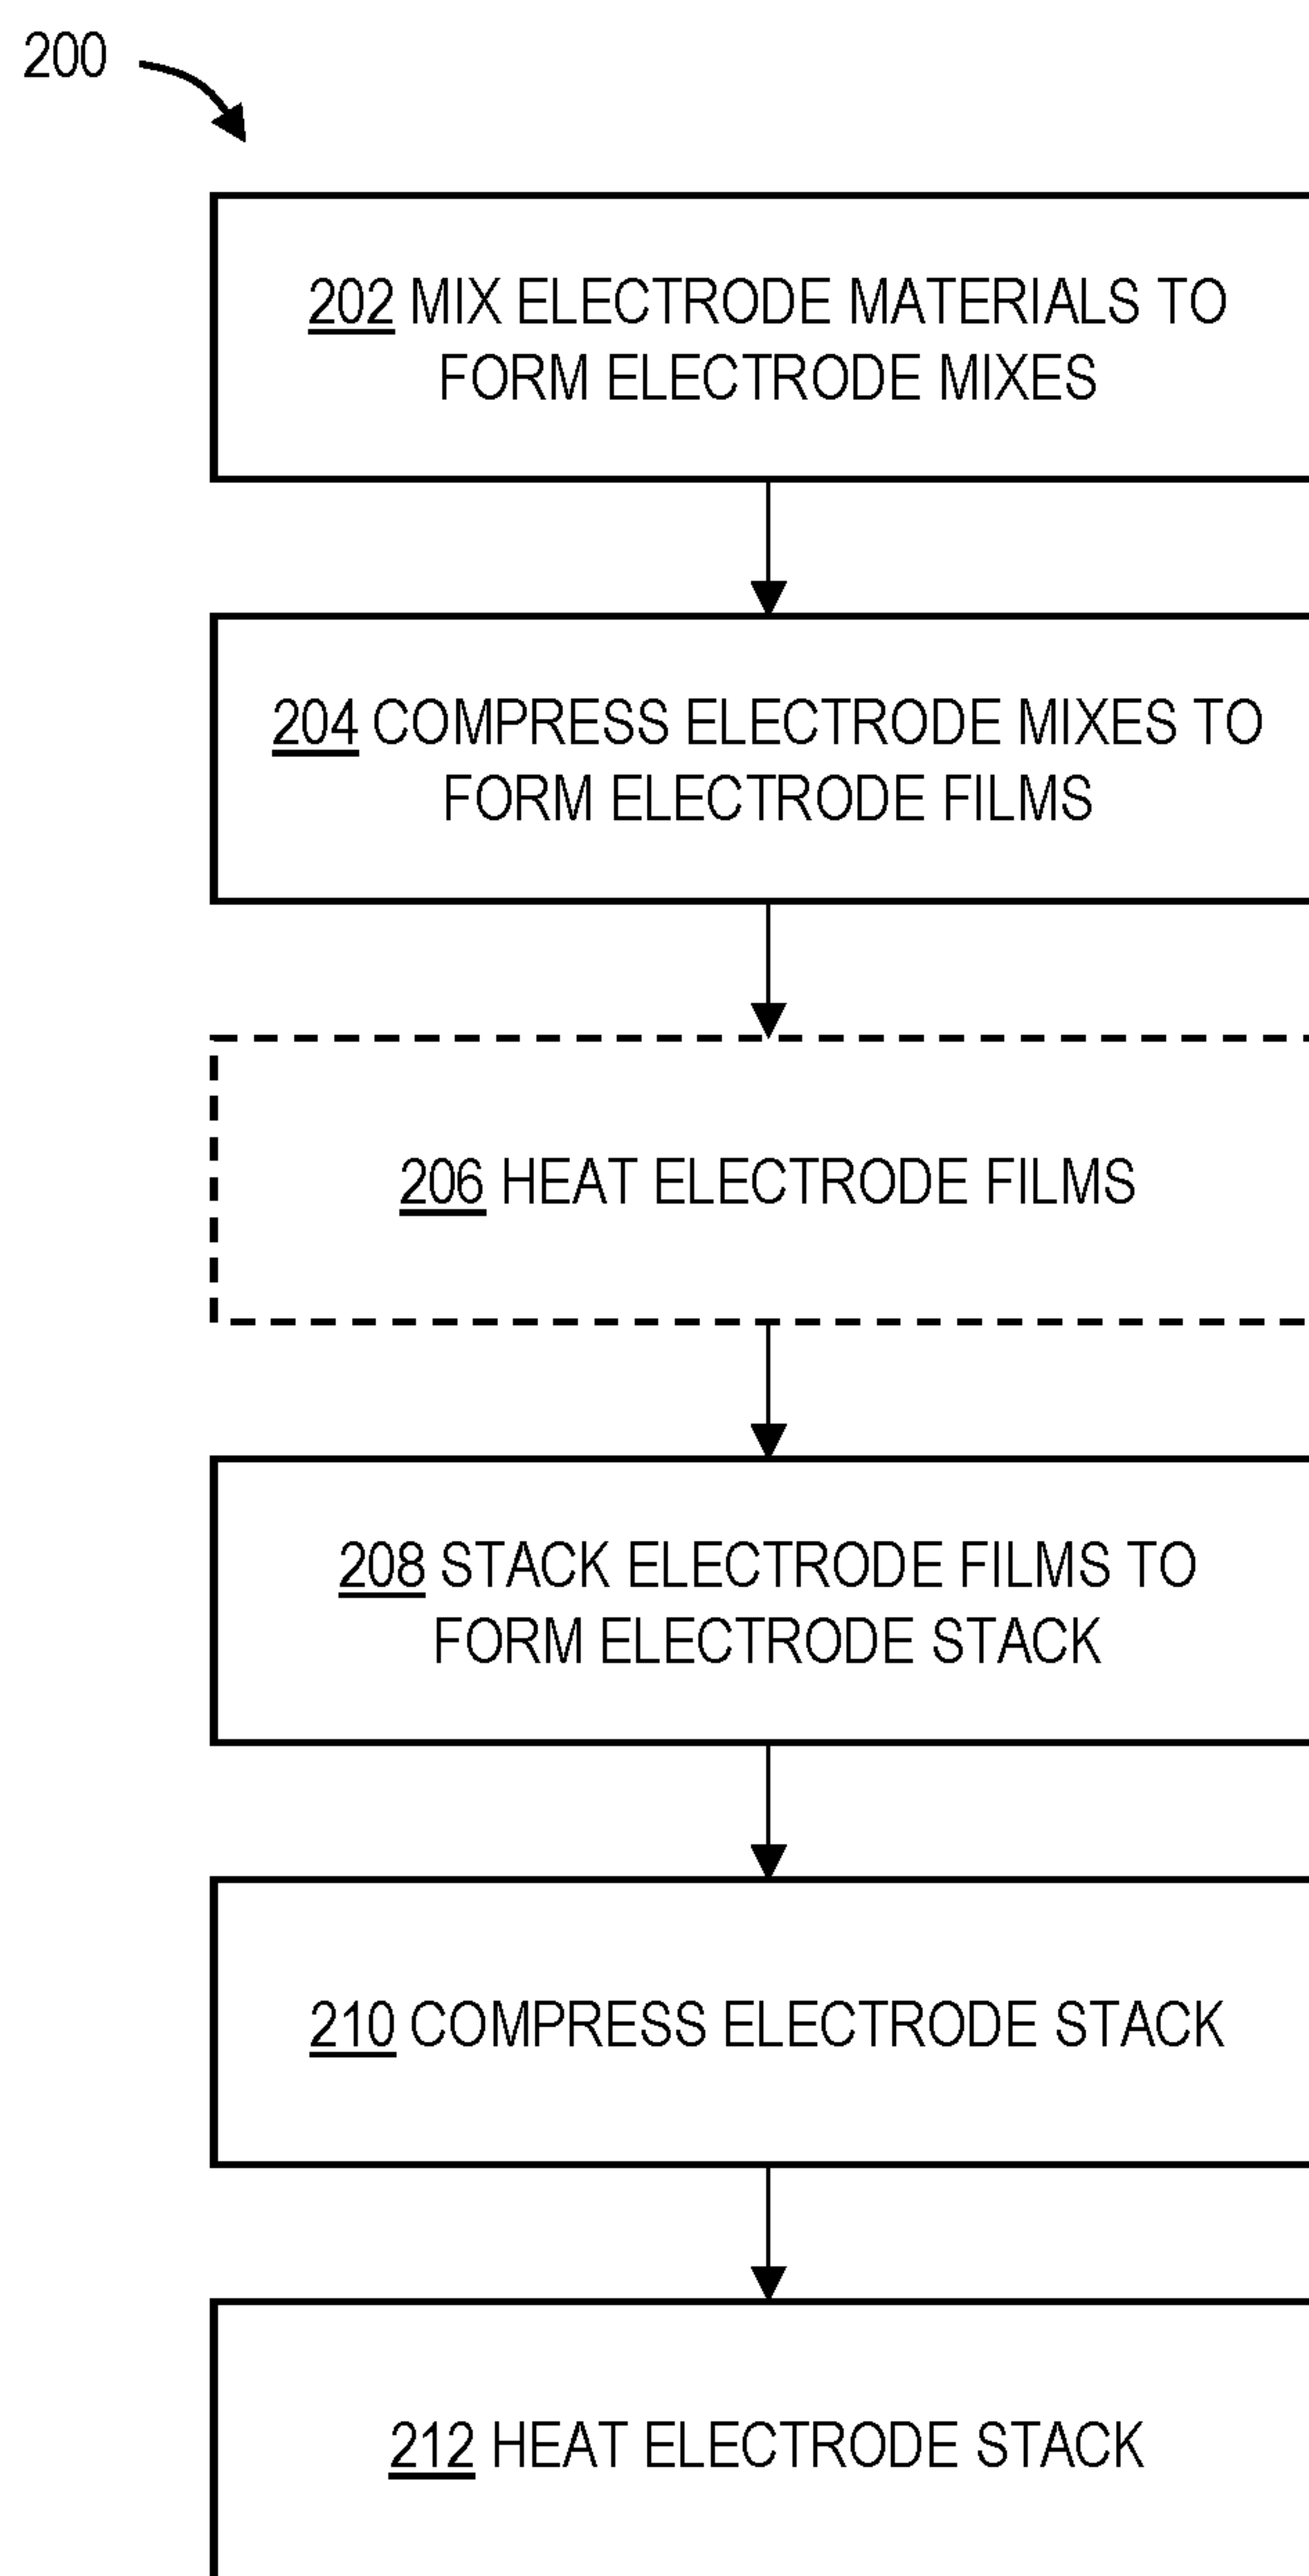 200
202 MIX ELECTRODE MATERIALS TO
FORM ELECTRODE MIXES
204 COMPRESS ELECTRODE MIXES TO
FORM ELECTRODE FILMS
206 HEAT ELECTRODE FILMS
208 STACK ELECTRODE FILMS TO
FORM ELECTRODE STACK
210 COMPRESS ELECTRODE STACK
212 HEAT ELECTRODE STACK